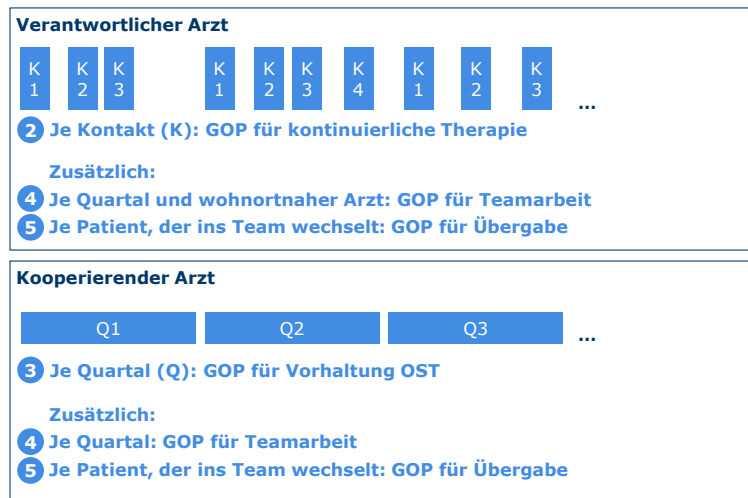 Verantwortlicher Arzt
K 1 K 2 K 3 K 1 K 2 K 3 K 4 K 1 K 2 K 3 ...
2 Je Kontakt (K): GOP für kontinuierliche Therapie
Zusätzlich:
4 Je Quartal und wohnortnaher Arzt: GOP für Teamarbeit
5 Je Patient, der ins Team wechselt: GOP für Übergabe
Kooperierender Arzt
Q1 Q2 Q3 ...
3 Je Quartal (Q): GOP für Vorhaltung OST
Zusätzlich:
4 Je Quartal: GOP für Teamarbeit
5 Je Patient, der ins Team wechselt: GOP für Übergabe